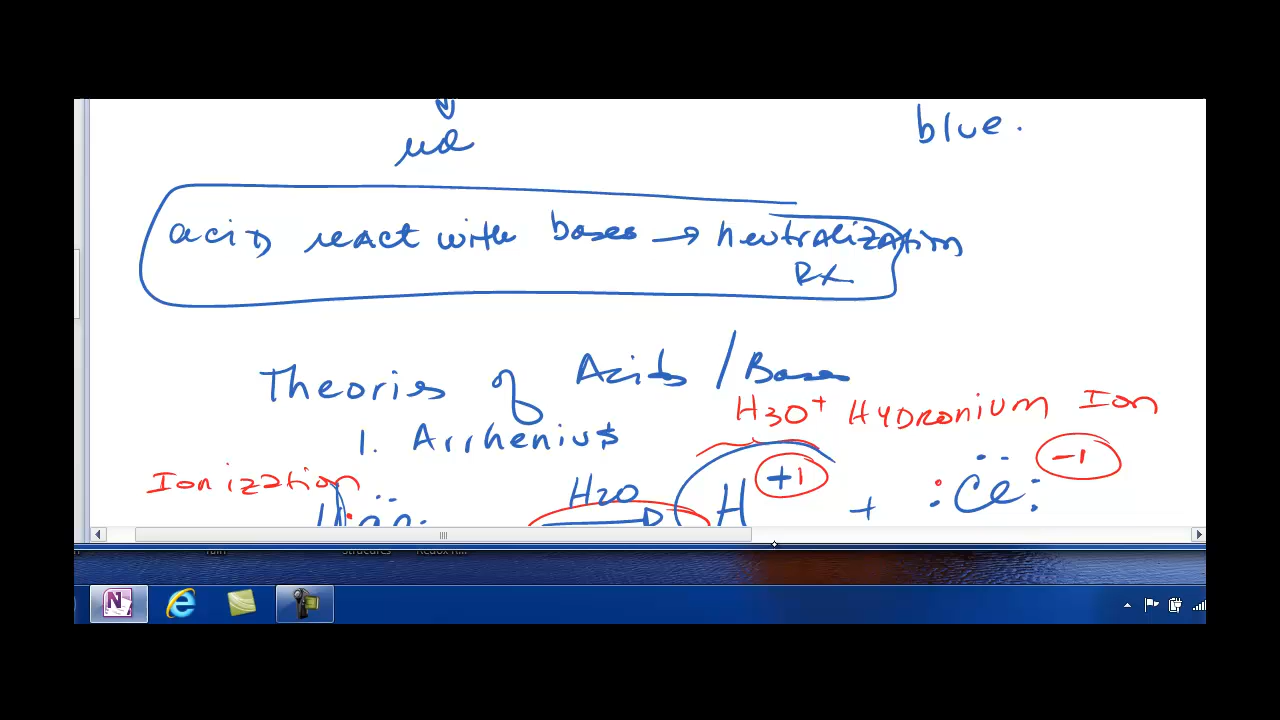 red
blue.
acids react with bases → neutralization
Rx
Theories of Acids / Bases
H3O+ Hydronium Ion
1. Arrhenius
Ionization
H2O
H +1 + :Cl: -1